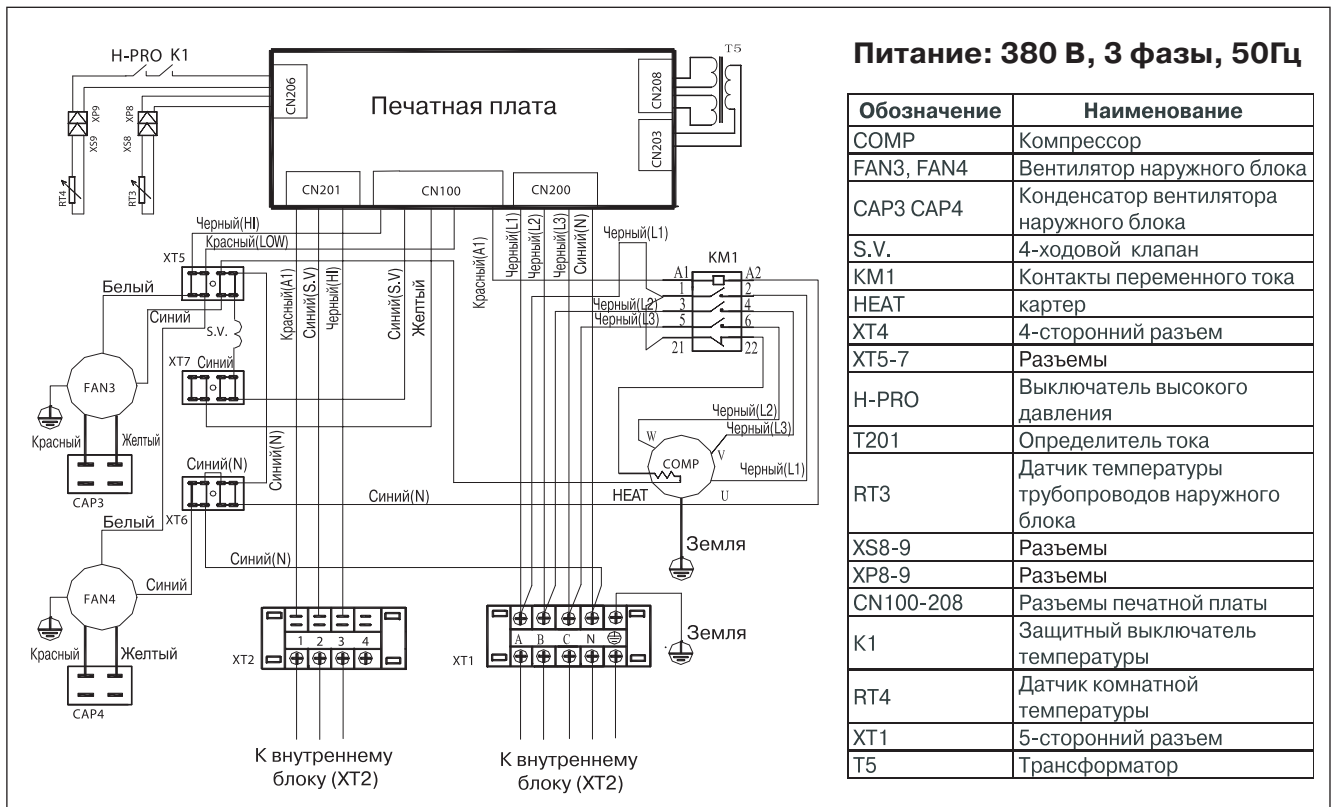 Питание: 380 В, 3 фазы, 50Гц
H-PRO K1
CN206
Печатная плата
CN208
CN203
T5
XP9
XP8
XS9
XS8
RT4
RT3
CN201
CN100
CN200
Черный(HI)
Красный(LOW)
XT5
Белый
Синий
S.V.
XT7 Синий
FAN3
Красный
Желтый
CAP3
Красный(A1)
Синий(S.V)
Черный(HI)
Синий(S.V)
Желтый
Красный(A1)
Черный(L1)
Черный(L2)
Черный(L3)
Синий(N)
Черный(L1)
KM1
A1 A2
1 2
Черный(L2) 3 4
Черный(L3) 5 6
21 22
Черный(L2)
Черный(L3)
Черный(L1)
W
V
U
COMP
HEAT
Земля
Синий(N)
Синий(N)
XT6
Синий(N)
Белый
Синий(N)
Синий
FAN4
Красный
Желтый
CAP4
1 2 3 4
XT2
A B C N
XT1
Земля
К внутреннему
блоку (XT2)
К внутреннему
блоку (XT2)
Обозначение Наименование
COMP Компрессор
FAN3, FAN4 Вентилятор наружного блока
CAP3 CAP4 Конденсатор вентилятора
наружного блока
S.V. 4-ходовой клапан
KM1 Контакты переменного тока
HEAT картер
XT4 4-сторонний разъем
XT5-7 Разъемы
H-PRO Выключатель высокого
давления
T201 Определитель тока
RT3 Датчик температуры
трубопроводов наружного
блока
XS8-9 Разъемы
XP8-9 Разъемы
CN100-208 Разъемы печатной платы
K1 Защитный выключатель
температуры
RT4 Датчик комнатной
температуры
XT1 5-сторонний разъем
T5 Трансформатор